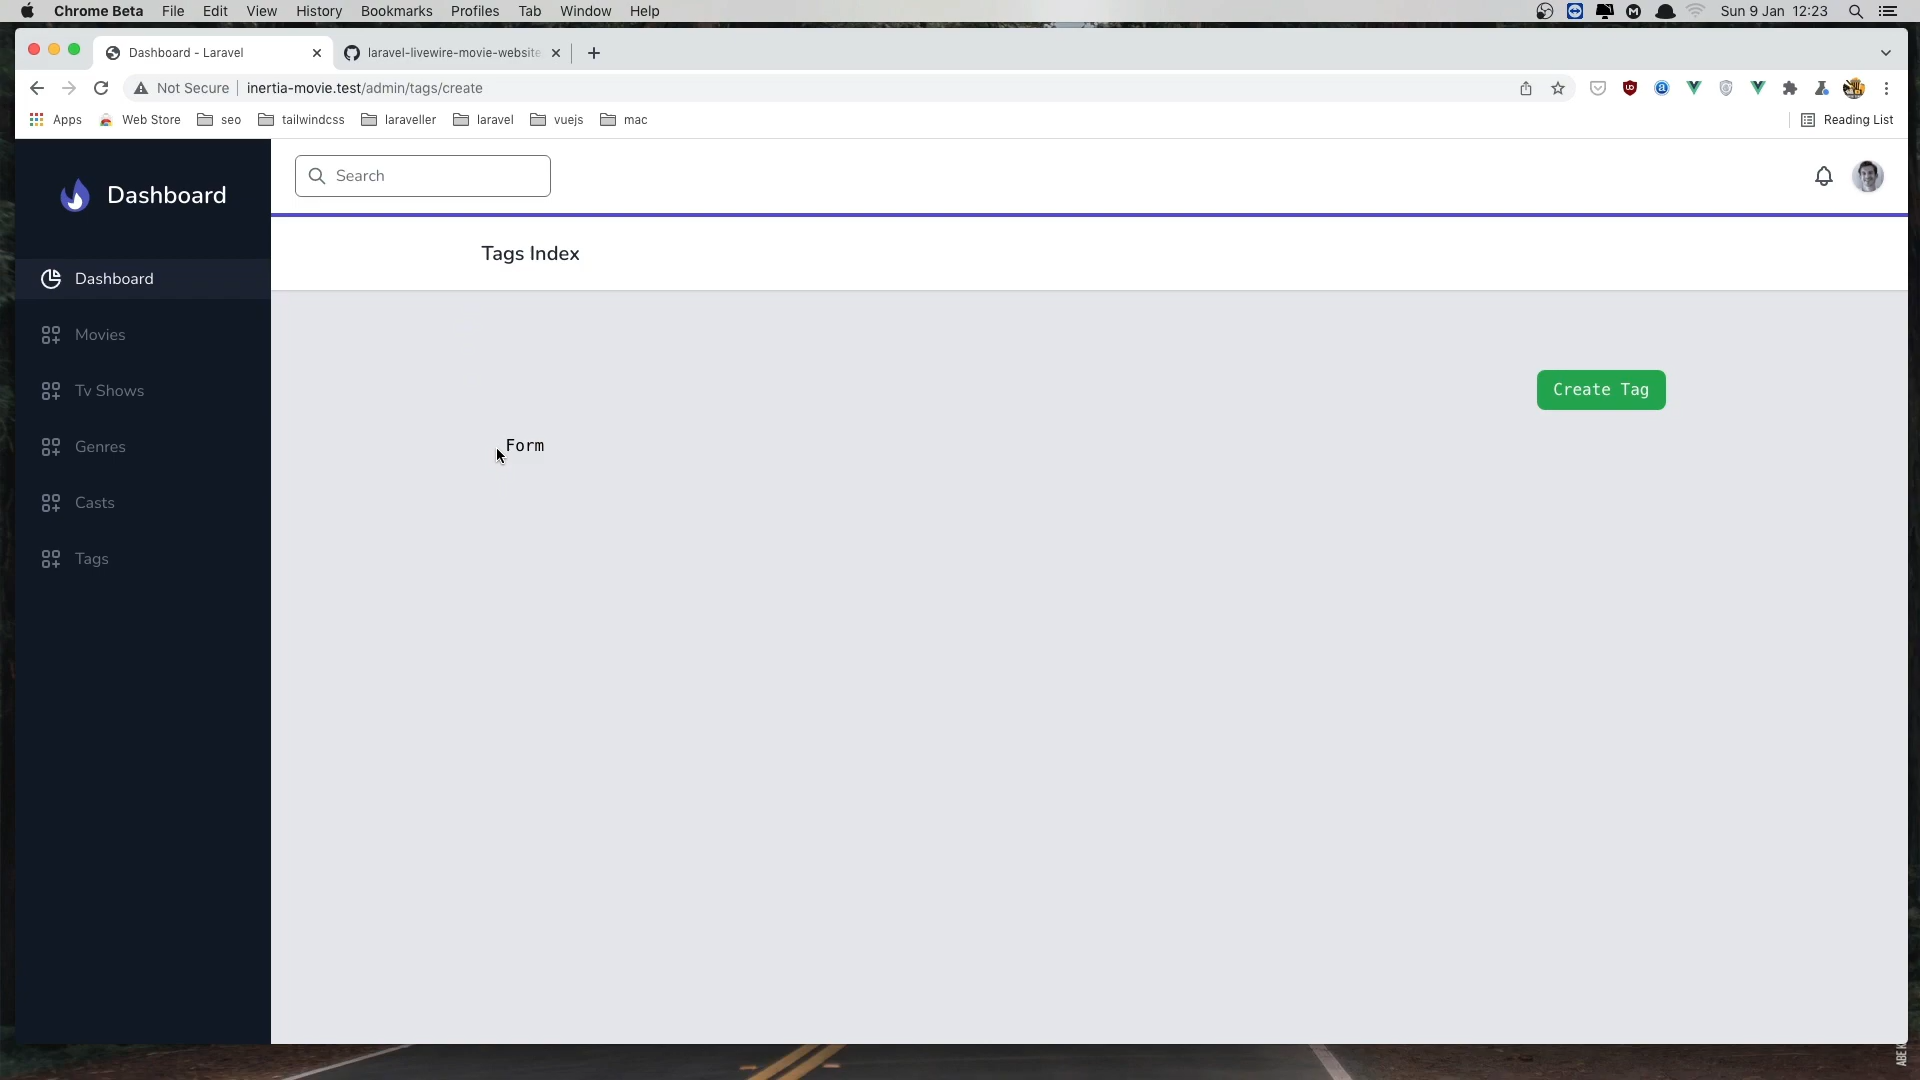 Chrome Beta File Edit View History Bookmarks Profiles Tab Window Help Sun 9 Jan 12:23
Dashboard - Laravel laravel-livewire-movie-website
Not Secure inertia-movie.test/admin/tags/create
Apps Web Store seo tailwindcss laraveller laravel vuejs mac Reading List
Dashboard
Search
Tags Index
Dashboard
Movies
Tv Shows
Genres
Casts
Tags
Create Tag
Form